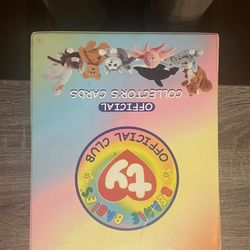 OFFICIAL
COLLECTOR'S CARDS
BEANIE BABIES
ty
OFFICIAL CLUB